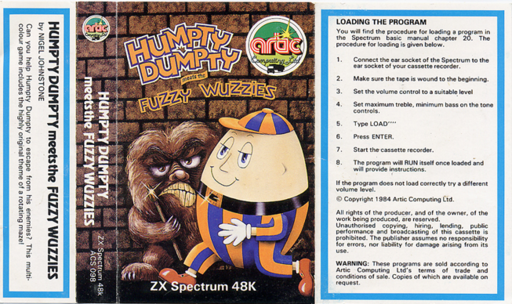 HUMPTY DUMPTY meets the FUZZY WUZZIES
by NIGEL JOHNSTONE
Can you help Humpty Dumpty to escape from his enemies? This multi-
colour game includes the highly original theme of a rotating maze!
artic
HUMPTY DUMPTY
meets the FUZZY WUZZIES
ZX Spectrum 48k
ACS 098
HUMPTY
DUMPTY
meets the
FUZZY WUZZIES
artic
Computing Ltd
ZX Spectrum 48K
LOADING THE PROGRAM
You will find the procedure for loading a program in
the Spectrum basic manual chapter 20. The
procedure for loading is given below.
1. Connect the ear socket of the Spectrum to the
ear socket of your cassette recorder.
2. Make sure the tape is wound to the beginning.
3. Set the volume control to a suitable level
4. Set maximum treble, minimum bass on the tone
controls.
5. Type LOAD""
6. Press ENTER.
7. Start the cassette recorder.
8. The program will RUN itself once loaded and
will provide instructions.
If the program does not load correctly try a different
volume level.
© Copyright 1984 Artic Computing Ltd.
All rights of the producer, and of the owner, of the
work being produced, are reserved.
Unauthorised copying, hiring, lending, public
performance and broadcasting of this cassette is
prohibited. The publisher assumes no responsibility
for errors, nor liability for damage arising from its
use.
WARNING: These programs are sold according to
Artic Computing Ltd's terms of trade and
conditions of sale. Copies of which are available on
request.